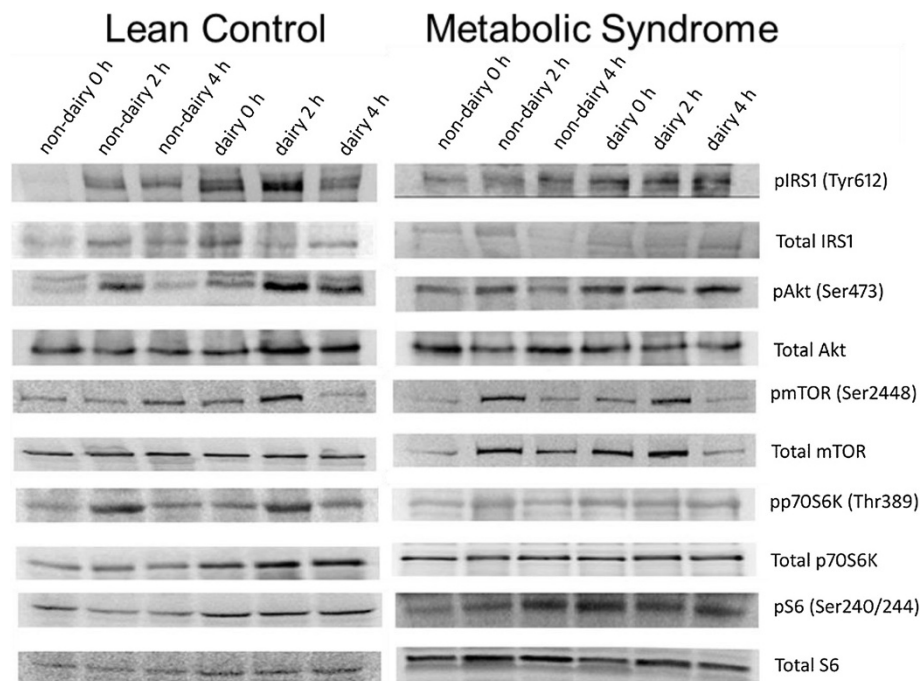 Lean Control
Metabolic Syndrome
non-dairy 0 h
non-dairy 2 h
non-dairy 4 h
dairy 0 h
dairy 2 h
dairy 4 h
non-dairy 0 h
non-dairy 2 h
non-dairy 4 h
dairy 0 h
dairy 2 h
dairy 4 h
pIRS1 (Tyr612)
Total IRS1
pAkt (Ser473)
Total Akt
pmTOR (Ser2448)
Total mTOR
pp70S6K (Thr389)
Total p70S6K
pS6 (Ser240/244)
Total S6